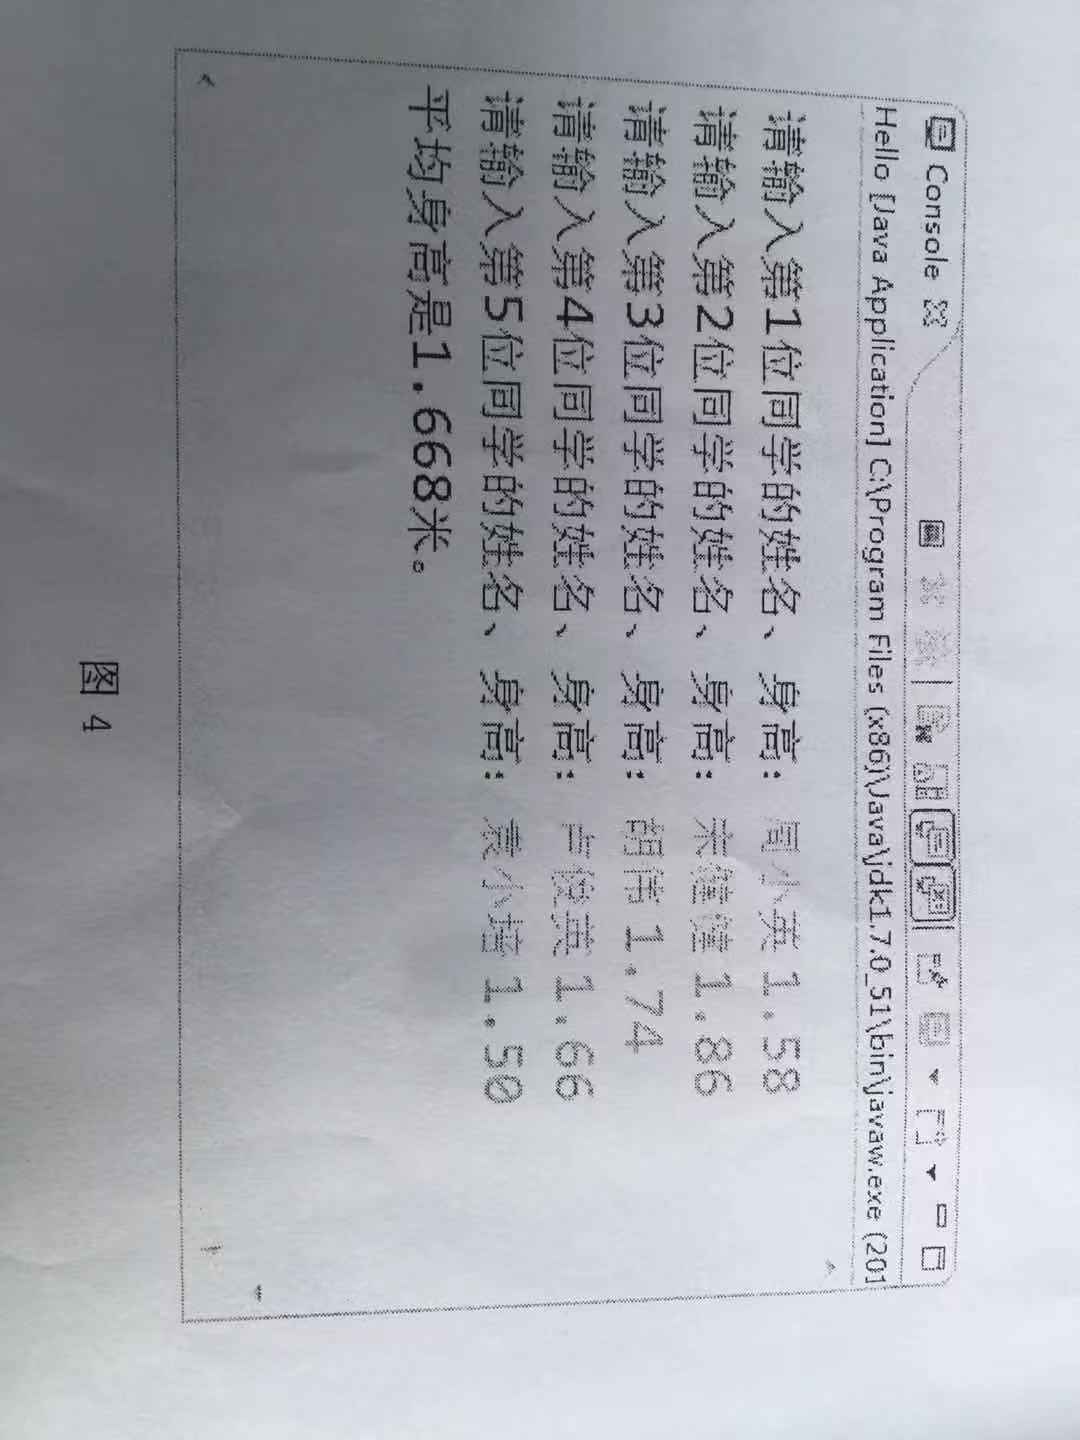 Console
Hello [Java Application] C:\Program Files (x86)\Java\jdk1.7.0_51\bin\javaw.exe (201
请输入第1位同学的姓名、身高: 周小英 1.58
请输入第2位同学的姓名、身高: 1.86
请输入第3位同学的姓名、身高: 胡伟 1.74
请输入第4位同学的姓名、身高: 卢俊英 1.66
请输入第5位同学的姓名、身高: 袁小培 1.50
平均身高是1.668米。
图 4